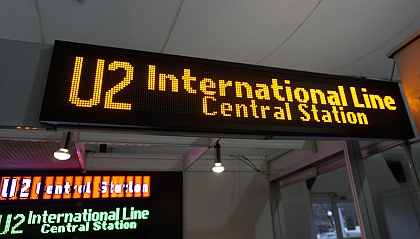 U2 International Line
Central Station
U2 Central Station
U2 International Line
Central Station